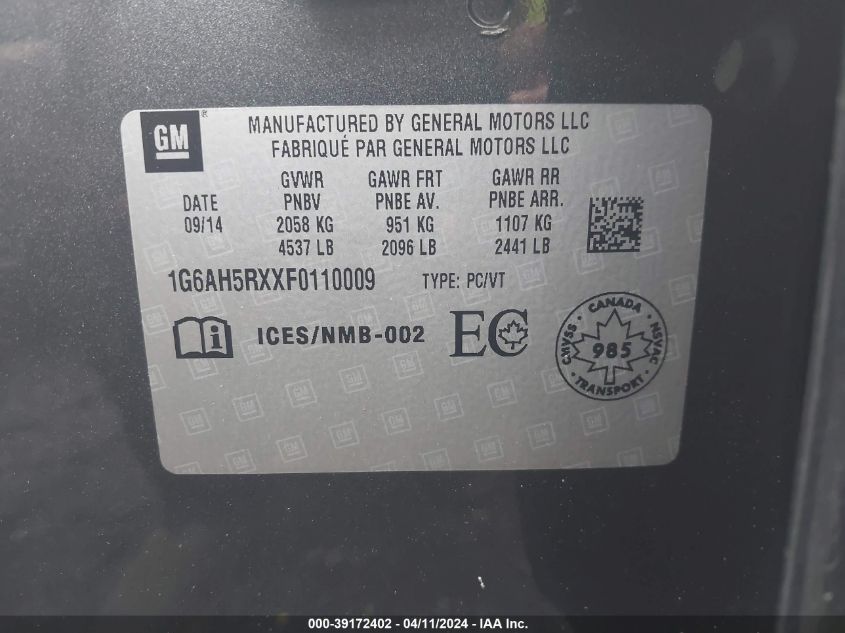 GM ®
MANUFACTURED BY GENERAL MOTORS LLC
FABRIQUÉ PAR GENERAL MOTORS LLC
GVWR GAWR FRT GAWR RR
DATE PNBV PNBE AV. PNBE ARR.
09/14 2058 KG 951 KG 1107 KG
4537 LB 2096 LB 2441 LB
1G6AH5RXXF0110009 TYPE: PC/VT
i ICES/NMB-002 EC
CANADA
CMVSS 985 NSVAC
TRANSPORT
000-39172402 - 04/11/2024 - IAA Inc.